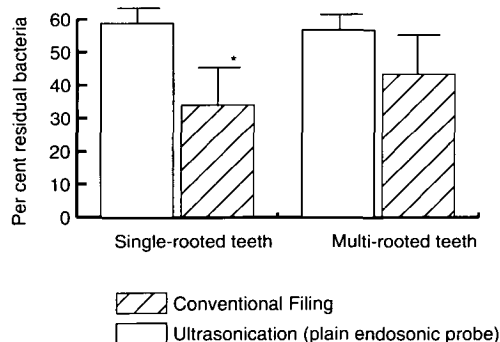 Per cent residual bacteria
60
50
40
30
20
10
0
*
Single-rooted teeth
Multi-rooted teeth
Conventional Filing
Ultrasonication (plain endosonic probe)